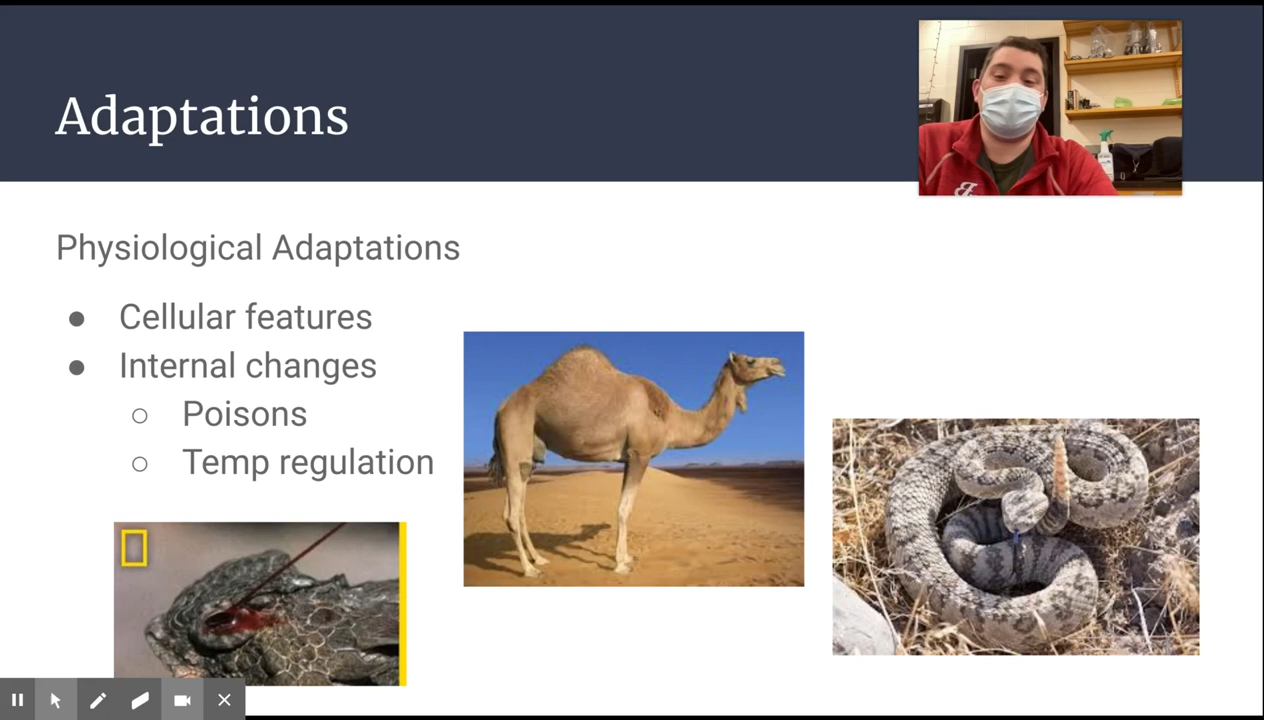 Adaptations
Physiological Adaptations
● Cellular features
● Internal changes
○ Poisons
○ Temp regulation